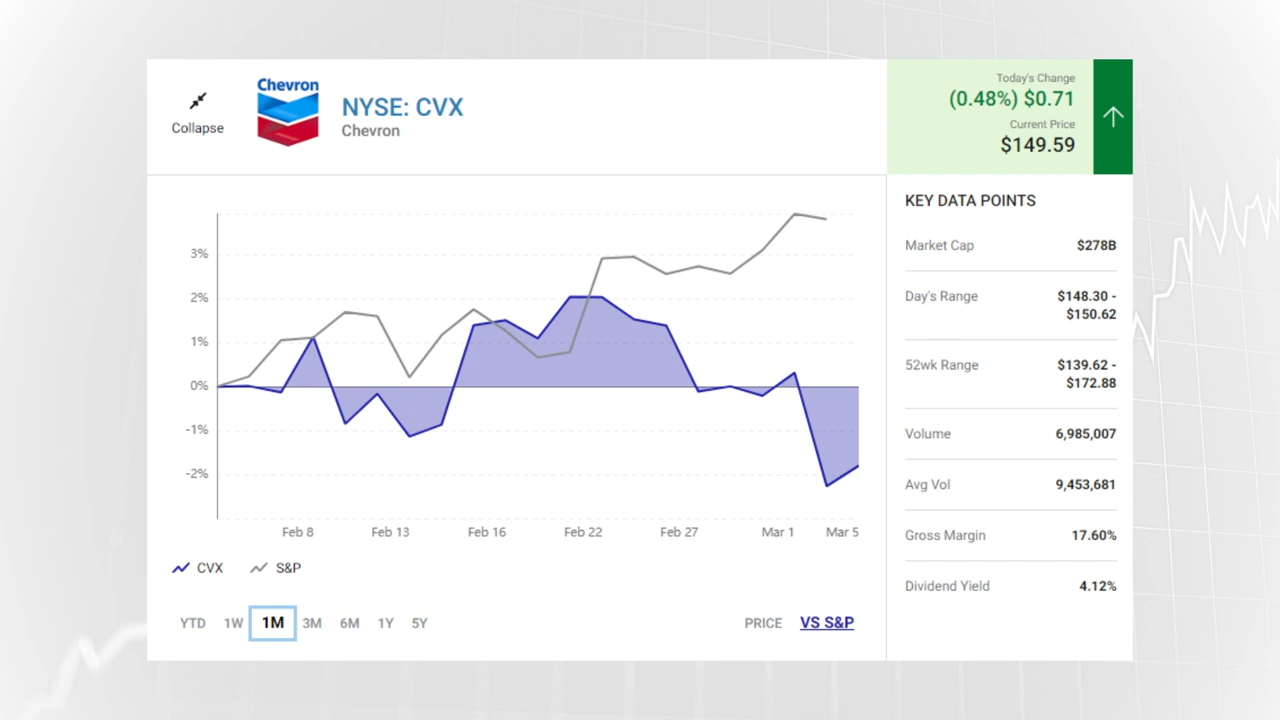 Collapse
Chevron
NYSE: CVX
Chevron
Today's Change
(0.48%) $0.71
Current Price
$149.59
3%
2%
1%
0%
-1%
-2%
Feb 8 Feb 13 Feb 16 Feb 22 Feb 27 Mar 1 Mar 5
CVX S&P
YTD 1W 1M 3M 6M 1Y 5Y PRICE VS S&P
KEY DATA POINTS
Market Cap $278B
Day's Range $148.30 -
$150.62
52wk Range $139.62 -
$172.88
Volume 6,985,007
Avg Vol 9,453,681
Gross Margin 17.60%
Dividend Yield 4.12%